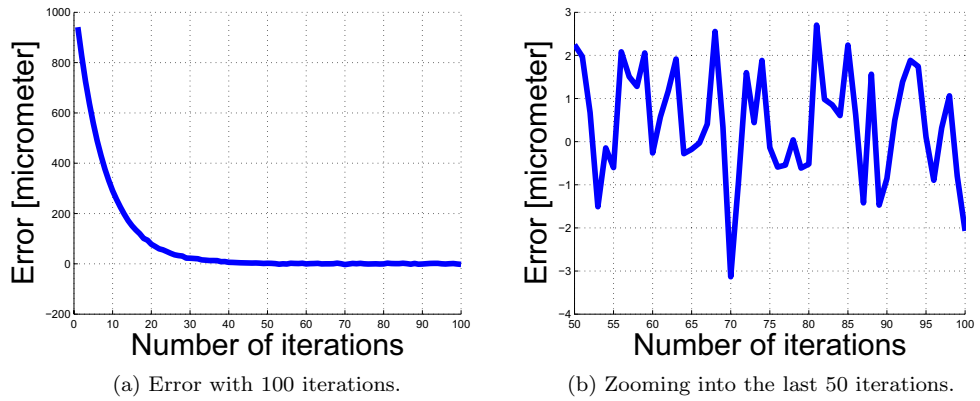 1000
800
600
400
200
0
−200
0 10 20 30 40 50 60 70 80 90 100
Error [micrometer]
Number of iterations
(a) Error with 100 iterations.
3
2
1
0
−1
−2
−3
−4
50 55 60 65 70 75 80 85 90 95 100
Error [micrometer]
Number of iterations
(b) Zooming into the last 50 iterations.